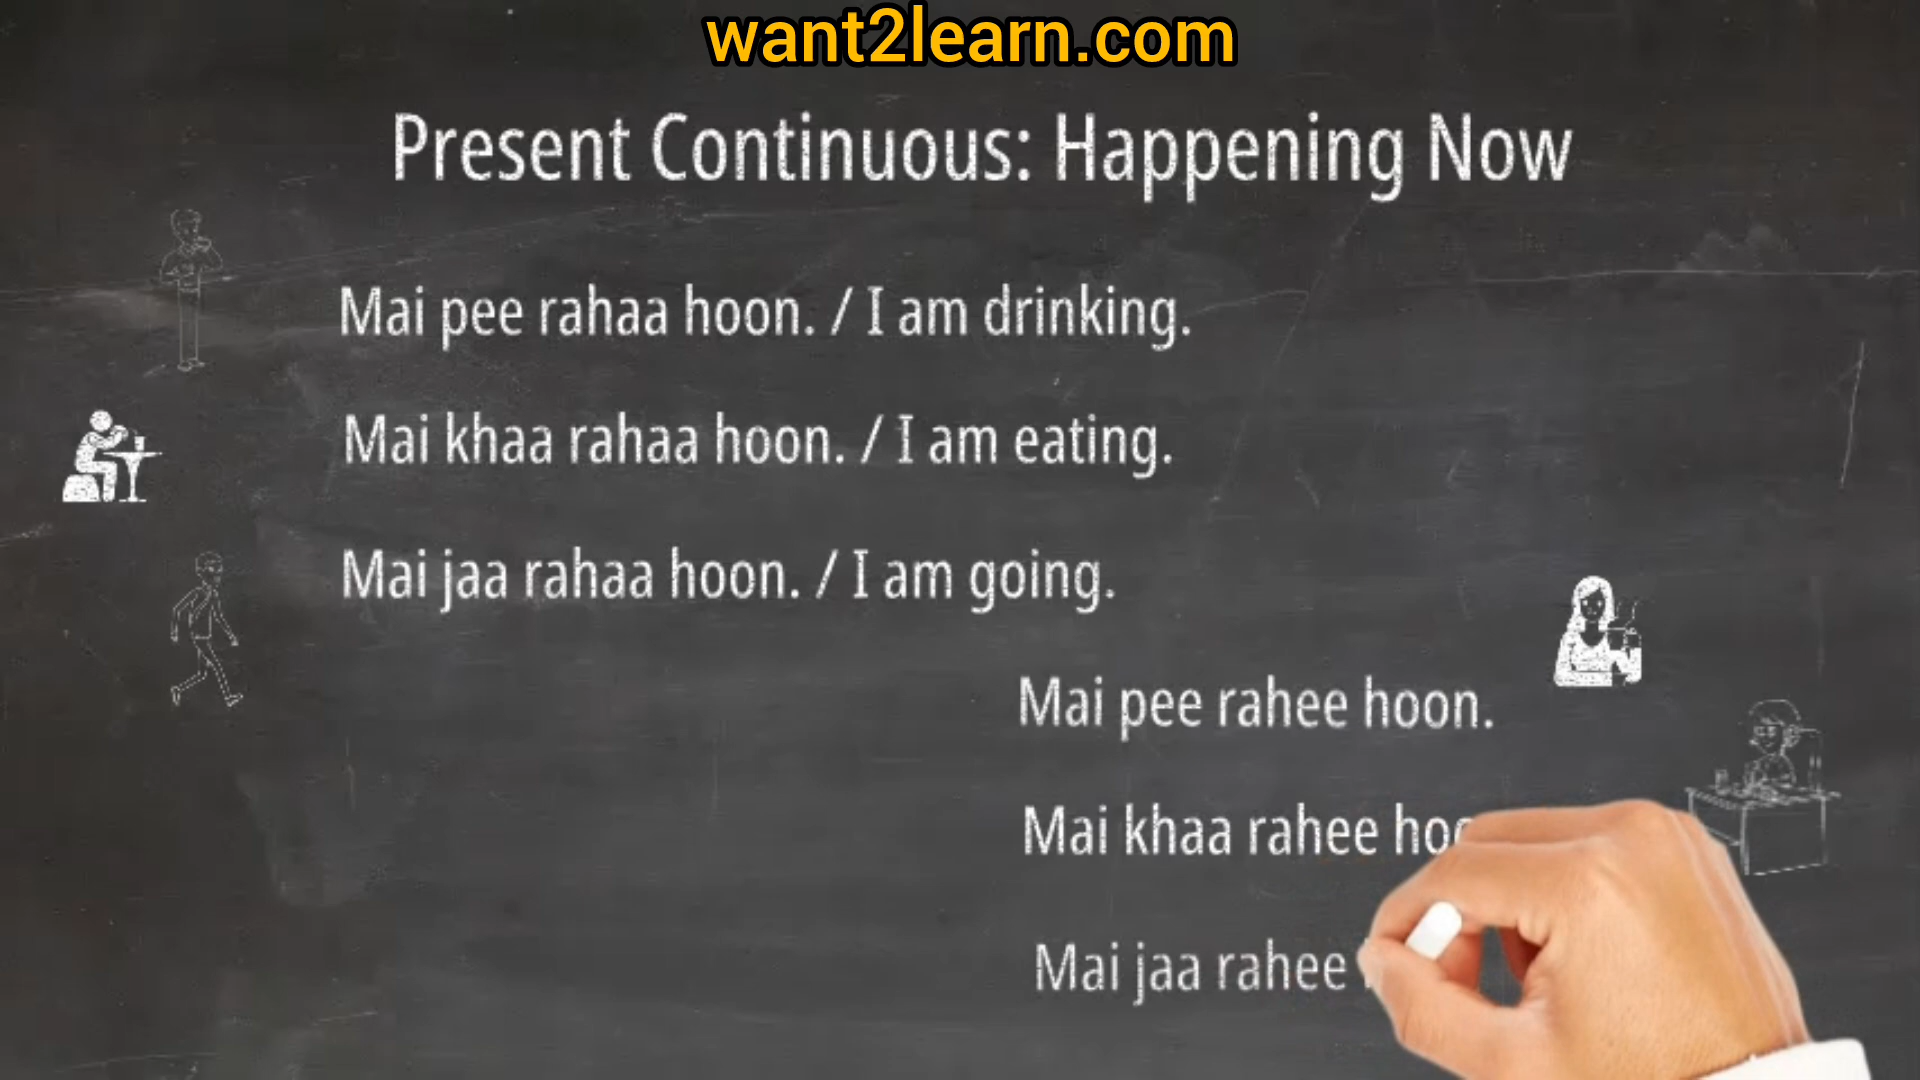 want2learn.com
Present Continuous: Happening Now
Mai pee rahaa hoon. / I am drinking.
Mai khaa rahaa hoon. / I am eating.
Mai jaa rahaa hoon. / I am going.
Mai pee rahee hoon.
Mai khaa rahee
Mai jaa rahee